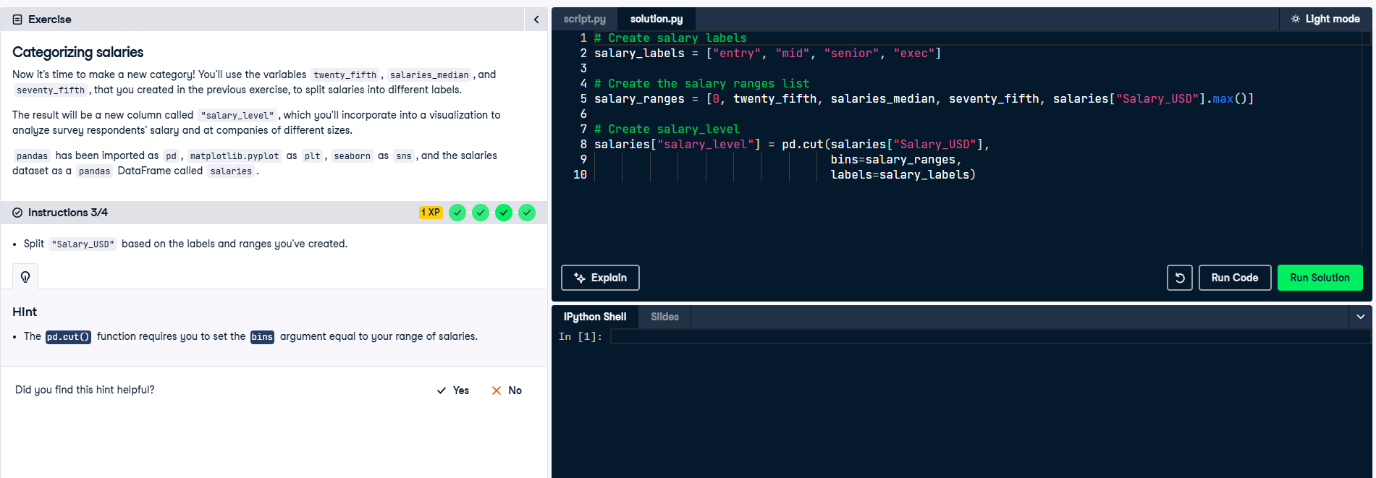 Exercise
Categorizing salaries
Now it's time to make a new category! You'll use the variables twenty_fifth, salaries_median, and
seventy_fifth, that you created in the previous exercise, to split salaries into different labels.
The result will be a new column called "salary_level", which you'll incorporate into a visualization to
analyze survey respondents' salary and at companies of different sizes.
pandas has been imported as pd, matplotlib.pyplot as plt, seaborn as sns, and the salaries
dataset as a pandas DataFrame called salaries.
Instructions 3/4
1 XP
• Split "Salary_USD" based on the labels and ranges you've created.
Hint
• The pd.cut() function requires you to set the bins argument equal to your range of salaries.
Did you find this hint helpful?
Yes
No
script.py
solution.py
Light mode
1 # Create salary labels
2 salary_labels = ["entry", "mid", "senior", "exec"]
3
4 # Create the salary ranges list
5 salary_ranges = [0, twenty_fifth, salaries_median, seventy_fifth, salaries["Salary_USD"].max()]
6
7 # Create salary_level
8 salaries["salary_level"] = pd.cut(salaries["Salary_USD"],
9 bins=salary_ranges,
10 labels=salary_labels)
Explain
Run Code
Run Solution
IPython Shell
Slides
In [1]: